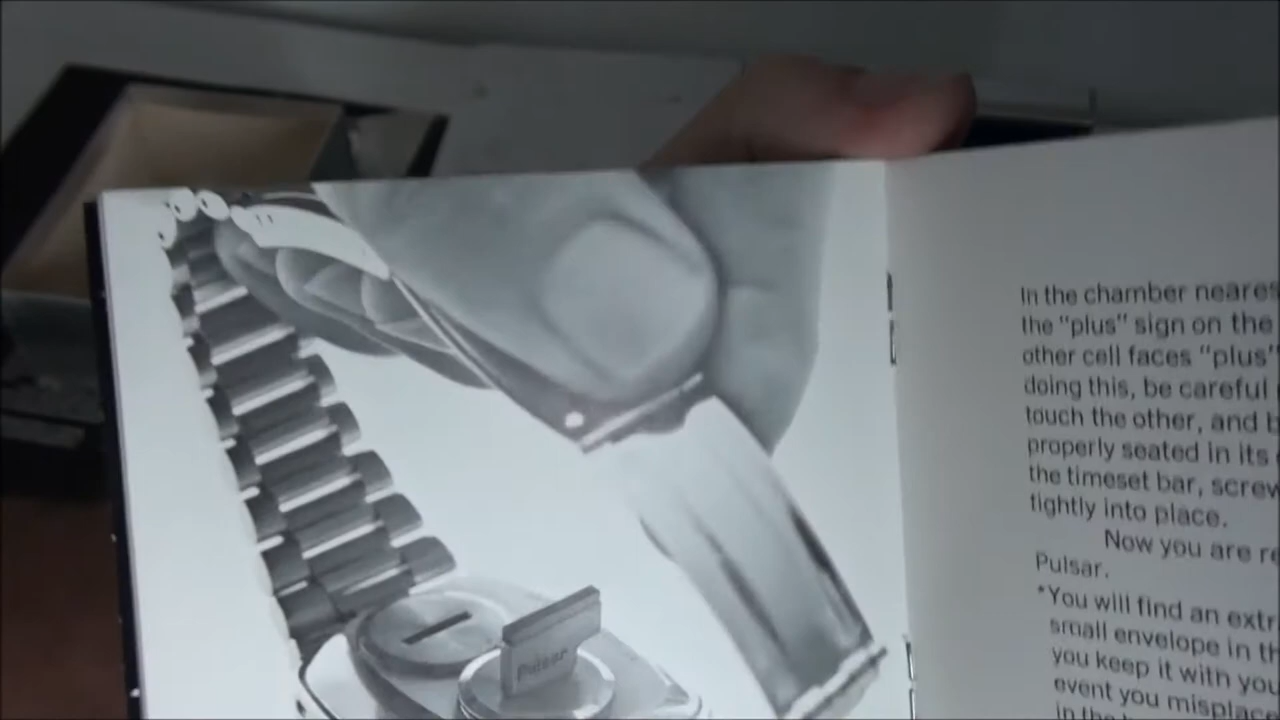 Pulsar
In the chamber neares
the "plus" sign on the
other cell faces "plus"
doing this, be careful
touch the other, and b
properly seated in its
the timeset bar, screw
tightly into place.
Now you are re
Pulsar.
*You will find an extr
small envelope in th
you keep it with you
event you misplace
in the